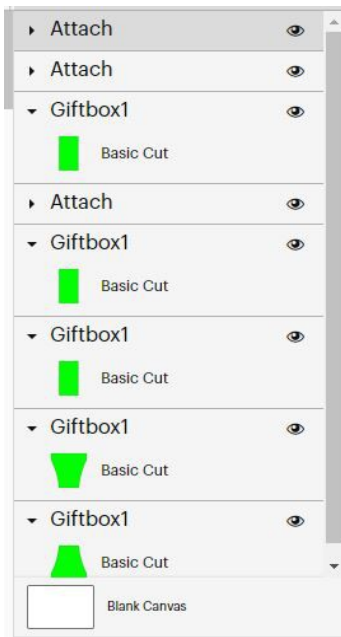 Attach
Attach
Giftbox1
Basic Cut
Attach
Giftbox1
Basic Cut
Giftbox1
Basic Cut
Giftbox1
Basic Cut
Giftbox1
Basic Cut
Blank Canvas